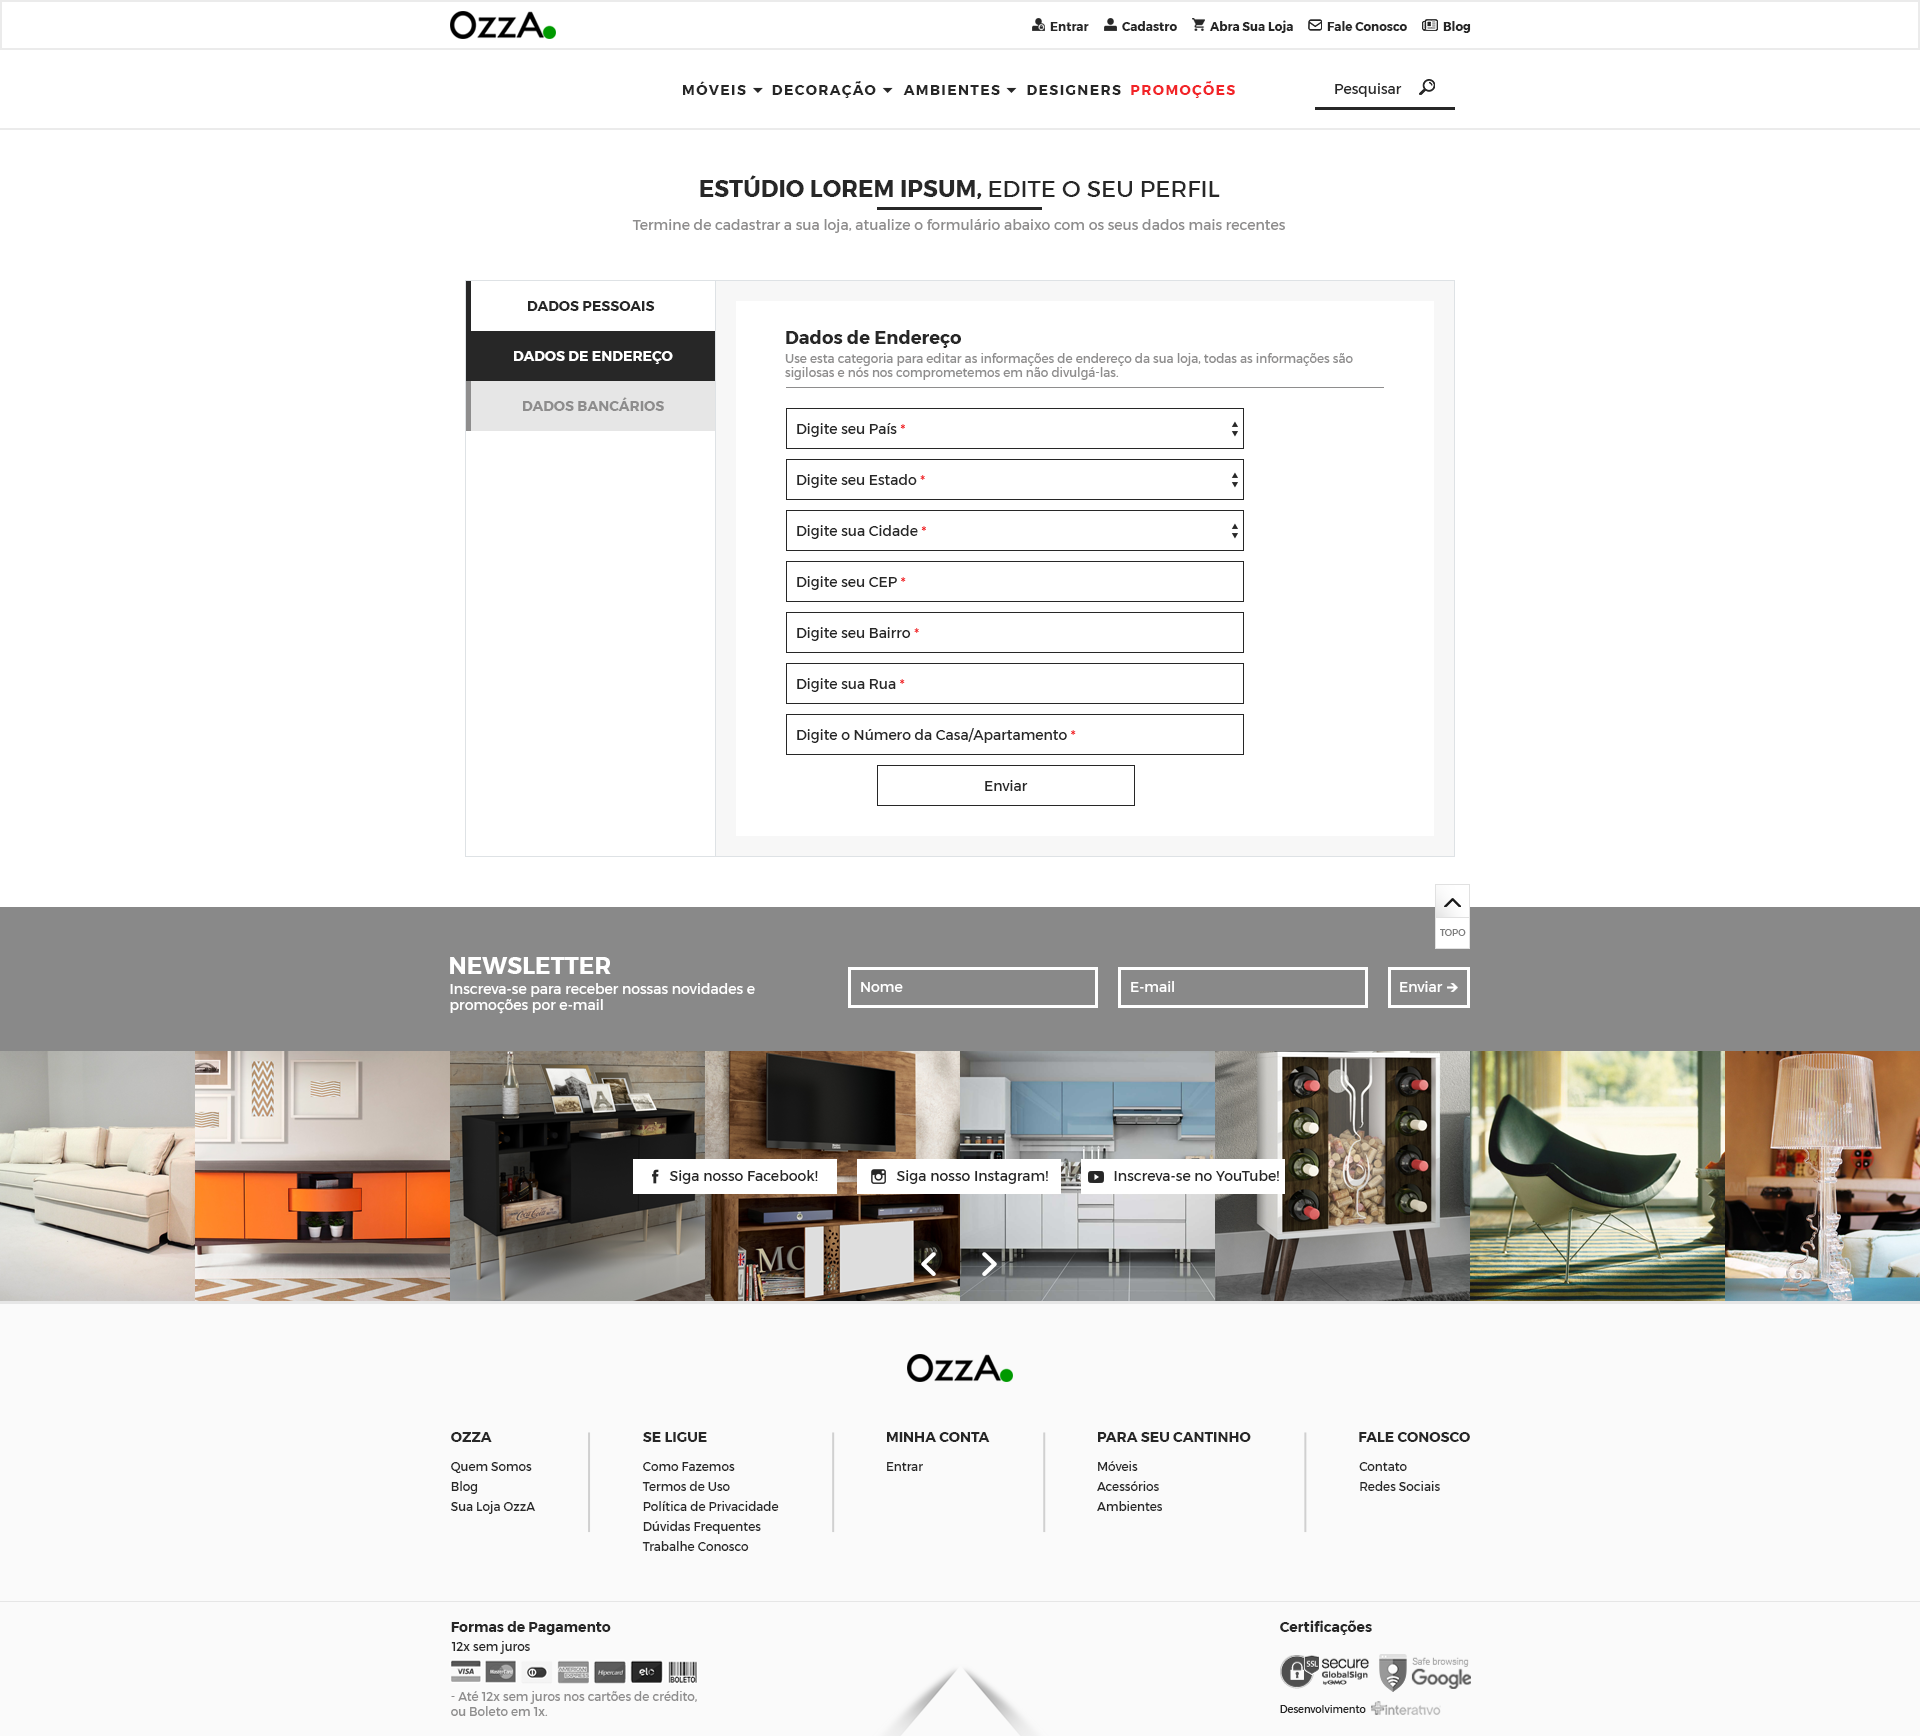 OzzA.
Entrar
Cadastro
Abra Sua Loja
Fale Conosco
Blog
MÓVEIS
DECORAÇÃO
AMBIENTES
DESIGNERS
PROMOÇÕES
Pesquisar
ESTÚDIO LOREM IPSUM, EDITE O SEU PERFIL
Termine de cadastrar a sua loja, atualize o formulário abaixo com os seus dados mais recentes
DADOS PESSOAIS
DADOS DE ENDEREÇO
DADOS BANCÁRIOS
Dados de Endereço
Use esta categoria para editar as informações de endereço da sua loja, todas as informações são
sigilosas e nós nos comprometemos em não divulgá-las.
Digite seu País *
Digite seu Estado *
Digite sua Cidade *
Digite seu CEP *
Digite seu Bairro *
Digite sua Rua *
Digite o Número da Casa/Apartamento *
Enviar
TOPO
NEWSLETTER
Inscreva-se para receber nossas novidades e
promoções por e-mail
Nome
E-mail
Enviar
Siga nosso Facebook!
Siga nosso Instagram!
Inscreva-se no YouTube!
A
Coca-Cola
MO
OzzA.
OZZA
Quem Somos
Blog
Sua Loja OzzA
SE LIGUE
Como Fazemos
Termos de Uso
Política de Privacidade
Dúvidas Frequentes
Trabalhe Conosco
MINHA CONTA
Entrar
PARA SEU CANTINHO
Móveis
Acessórios
Ambientes
FALE CONOSCO
Contato
Redes Sociais
Formas de Pagamento
12x sem juros
VISA
MasterCard
AMERICAN EXPRESS
Hipercard
elo
BOLETO
- Até 12x sem juros nos cartões de crédito,
ou Boleto em 1x.
Certificações
SSL
secure
GlobalSign
by GMO
Safe browsing
Google
Desenvolvimento
interativo